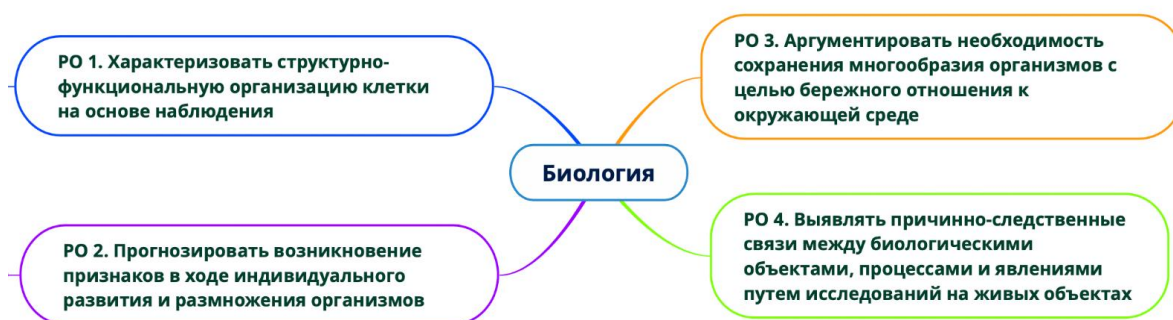 РО 1. Характеризовать структурно-
функциональную организацию клетки
на основе наблюдения
РО 3. Аргументировать необходимость
сохранения многообразия организмов с
целью бережного отношения к
окружающей среде
Биология
РО 2. Прогнозировать возникновение
признаков в ходе индивидуального
развития и размножения организмов
РО 4. Выявлять причинно-следственные
связи между биологическими
объектами, процессами и явлениями
путем исследований на живых объектах